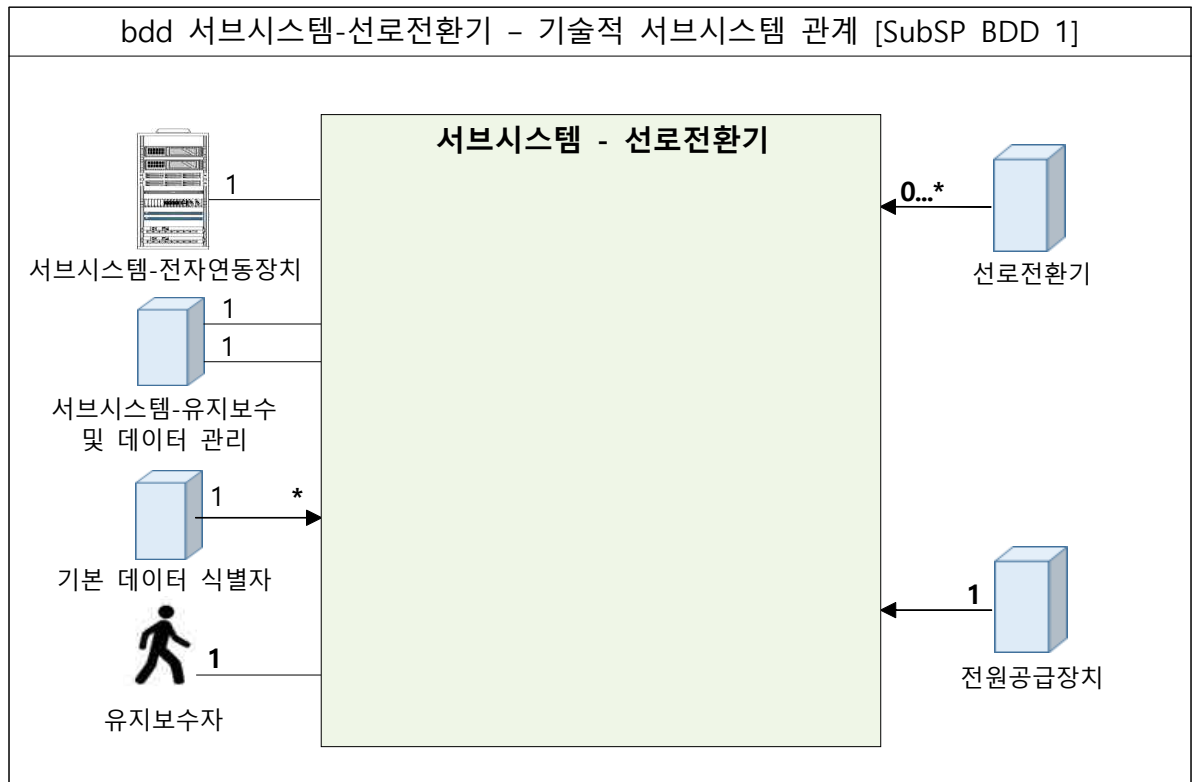 bdd 서브시스템-선로전환기 – 기술적 서브시스템 관계 [SubSP BDD 1]
서브시스템 - 선로전환기
1
서브시스템-전자연동장치
0...*
선로전환기
1
1
서브시스템-유지보수
및 데이터 관리
1
*
기본 데이터 식별자
1
전원공급장치
1
유지보수자